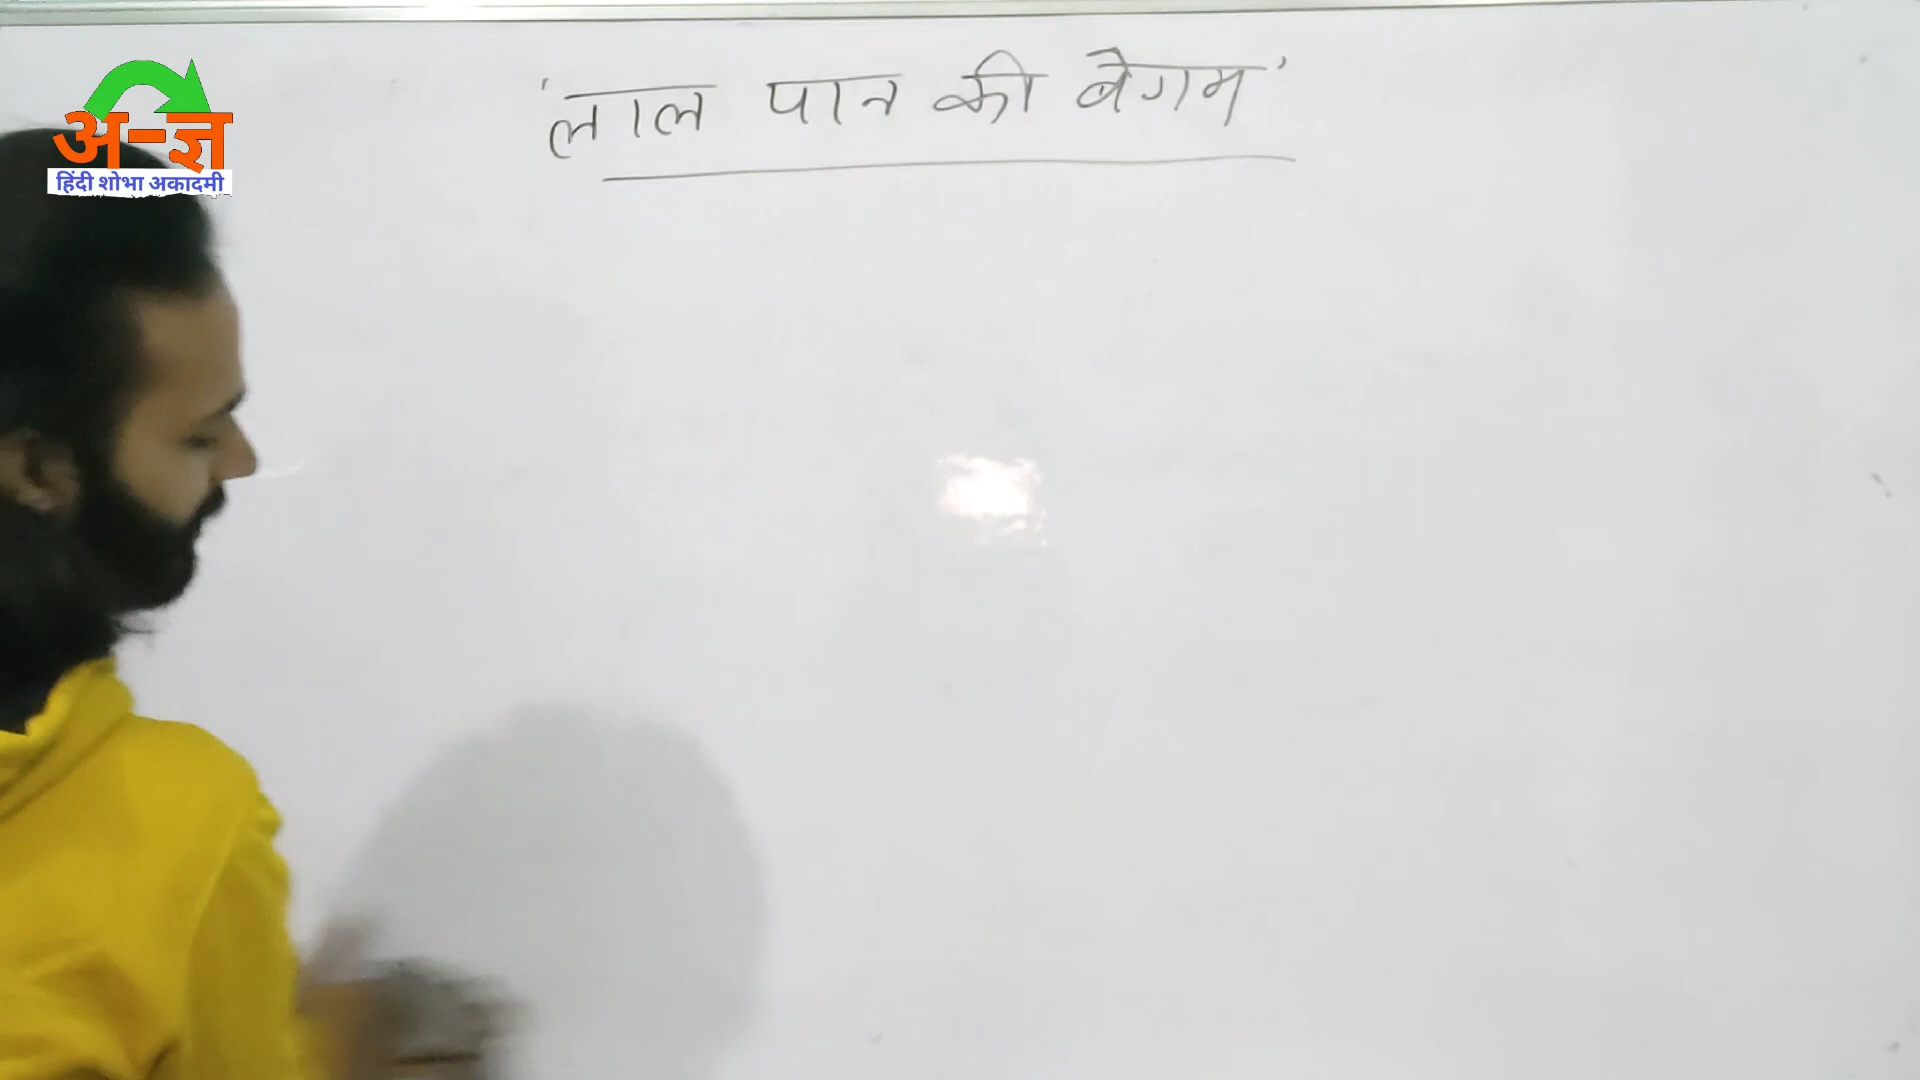 'लाल पान की बेगम'
अ-ज्ञ
हिंदी शोभा अकादमी